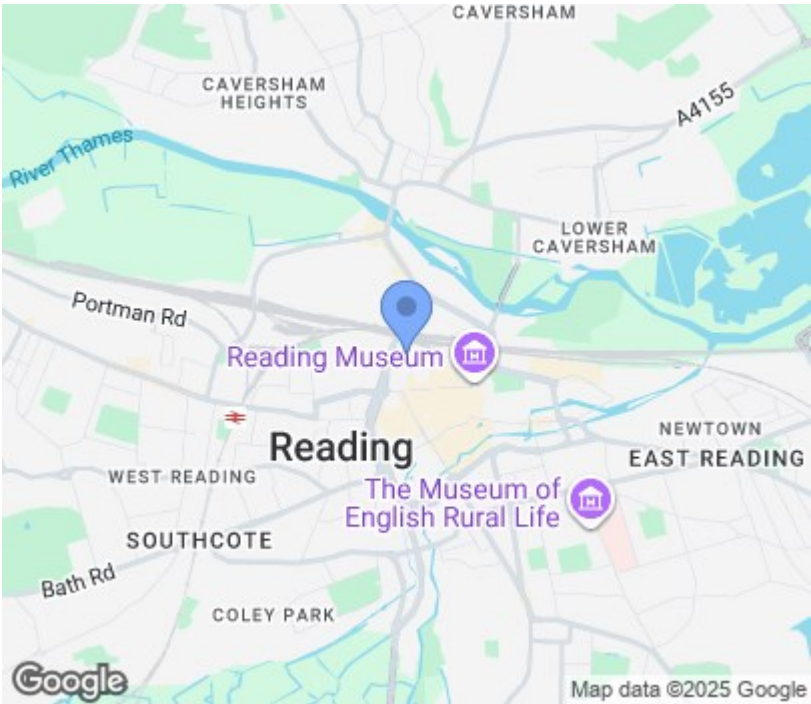 CAVERSHAM
CAVERSHAM
HEIGHTS
A4155
River Thames
LOWER
CAVERSHAM
Portman Rd
Reading Museum
Reading
NEWTOWN
EAST READING
WEST READING
The Museum of
English Rural Life
SOUTHCOTE
Bath Rd
COLEY PARK
Google
Map data ©2025 Google